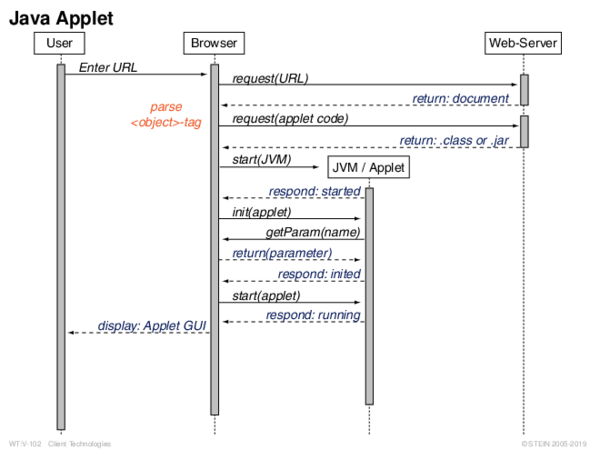 Java Applet
User
Browser
Web-Server
Enter URL
request(URL)
return: document
parse
<object>-tag
request(applet code)
return: .class or .jar
start(JVM)
JVM / Applet
respond: started
init(applet)
getParam(name)
return(parameter)
respond: inited
start(applet)
respond: running
display: Applet GUI
WT:V-102 Client Technologies
© STEIN 2005-2019